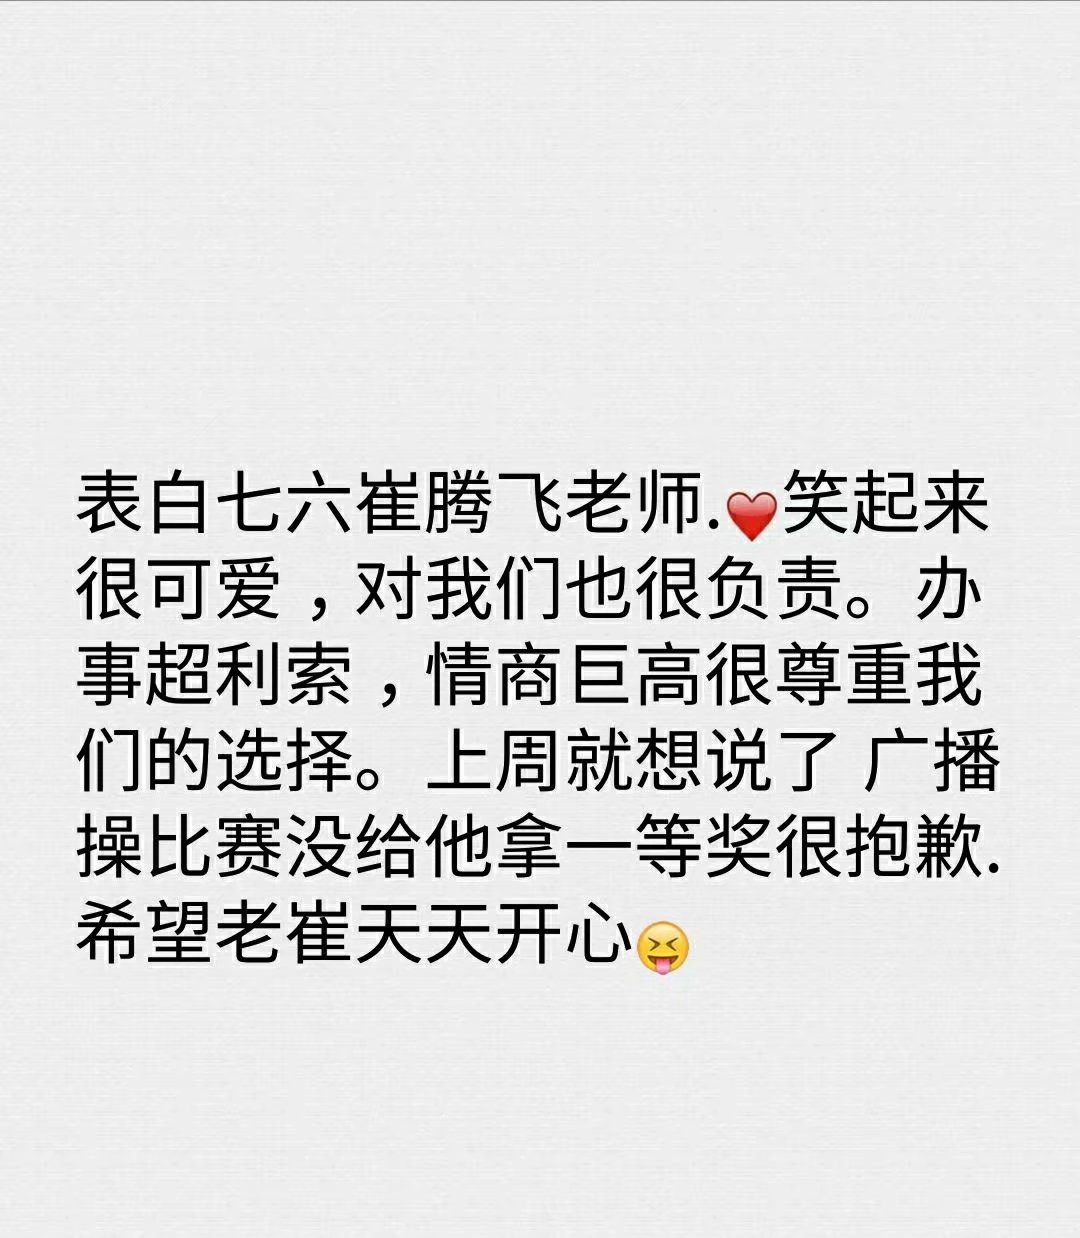 表白七六崔腾飞老师.❤️笑起来
很可爱，对我们也很负责。办
事超利索，情商巨高很尊重我
们的选择。上周就想说了 广播
操比赛没给他拿一等奖很抱歉.
希望老崔天天开心😝